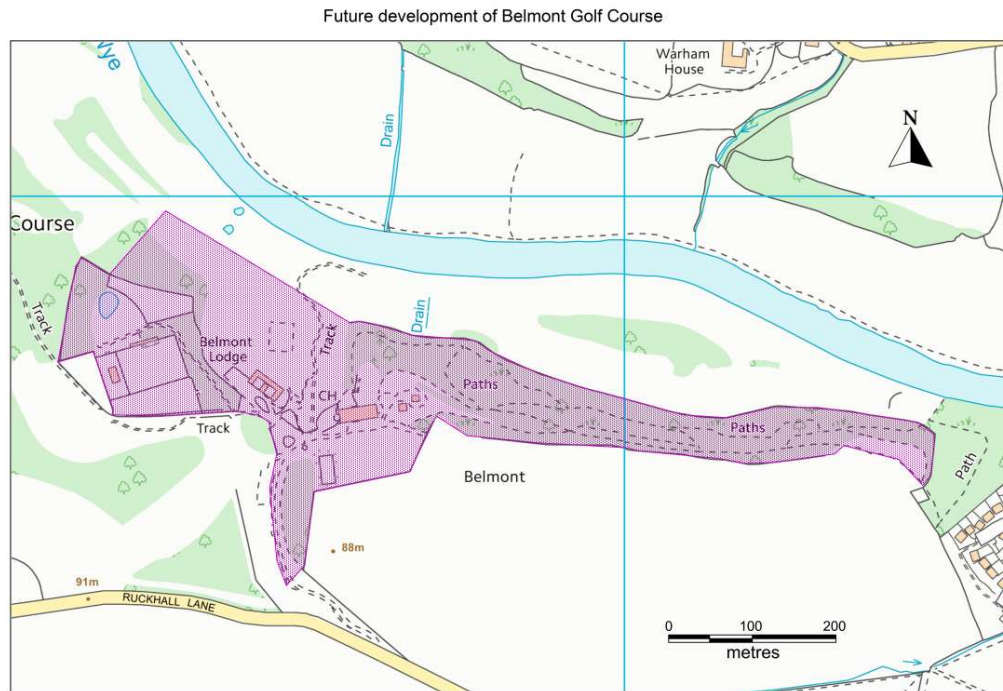 Future development of Belmont Golf Course
Wye
Warham
House
Drain
N
Course
Drain
Track
Track
Belmont
Lodge
Paths
CH
Paths
Track
Belmont
Path
88m
91m
RUCKHALL LANE
0 100 200
metres